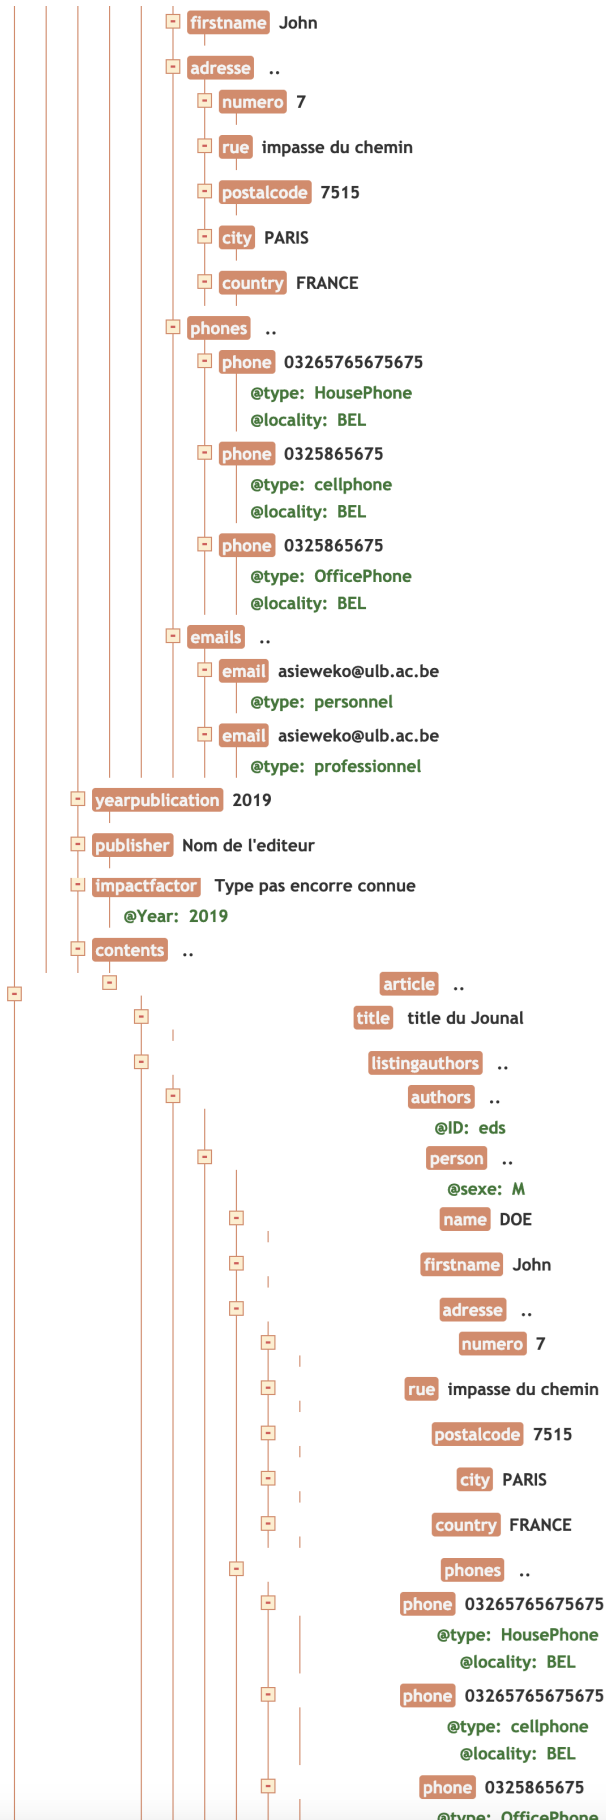 firstname John
adresse ..
numero 7
rue impasse du chemin
postalcode 7515
city PARIS
country FRANCE
phones ..
phone 03265765675675
@type: HousePhone
@locality: BEL
phone 0325865675
@type: cellphone
@locality: BEL
phone 0325865675
@type: OfficePhone
@locality: BEL
emails ..
email asieweko@ulb.ac.be
@type: personnel
email asieweko@ulb.ac.be
@type: professionnel
yearpublication 2019
publisher Nom de l'editeur
impactfactor Type pas encorre connue
@Year: 2019
contents ..
article ..
title title du Jounal
listingauthors ..
authors ..
@ID: eds
person ..
@sexe: M
name DOE
firstname John
adresse ..
numero 7
rue impasse du chemin
postalcode 7515
city PARIS
country FRANCE
phones ..
phone 03265765675675
@type: HousePhone
@locality: BEL
phone 03265765675675
@type: cellphone
@locality: BEL
phone 0325865675
@type: OfficePhone